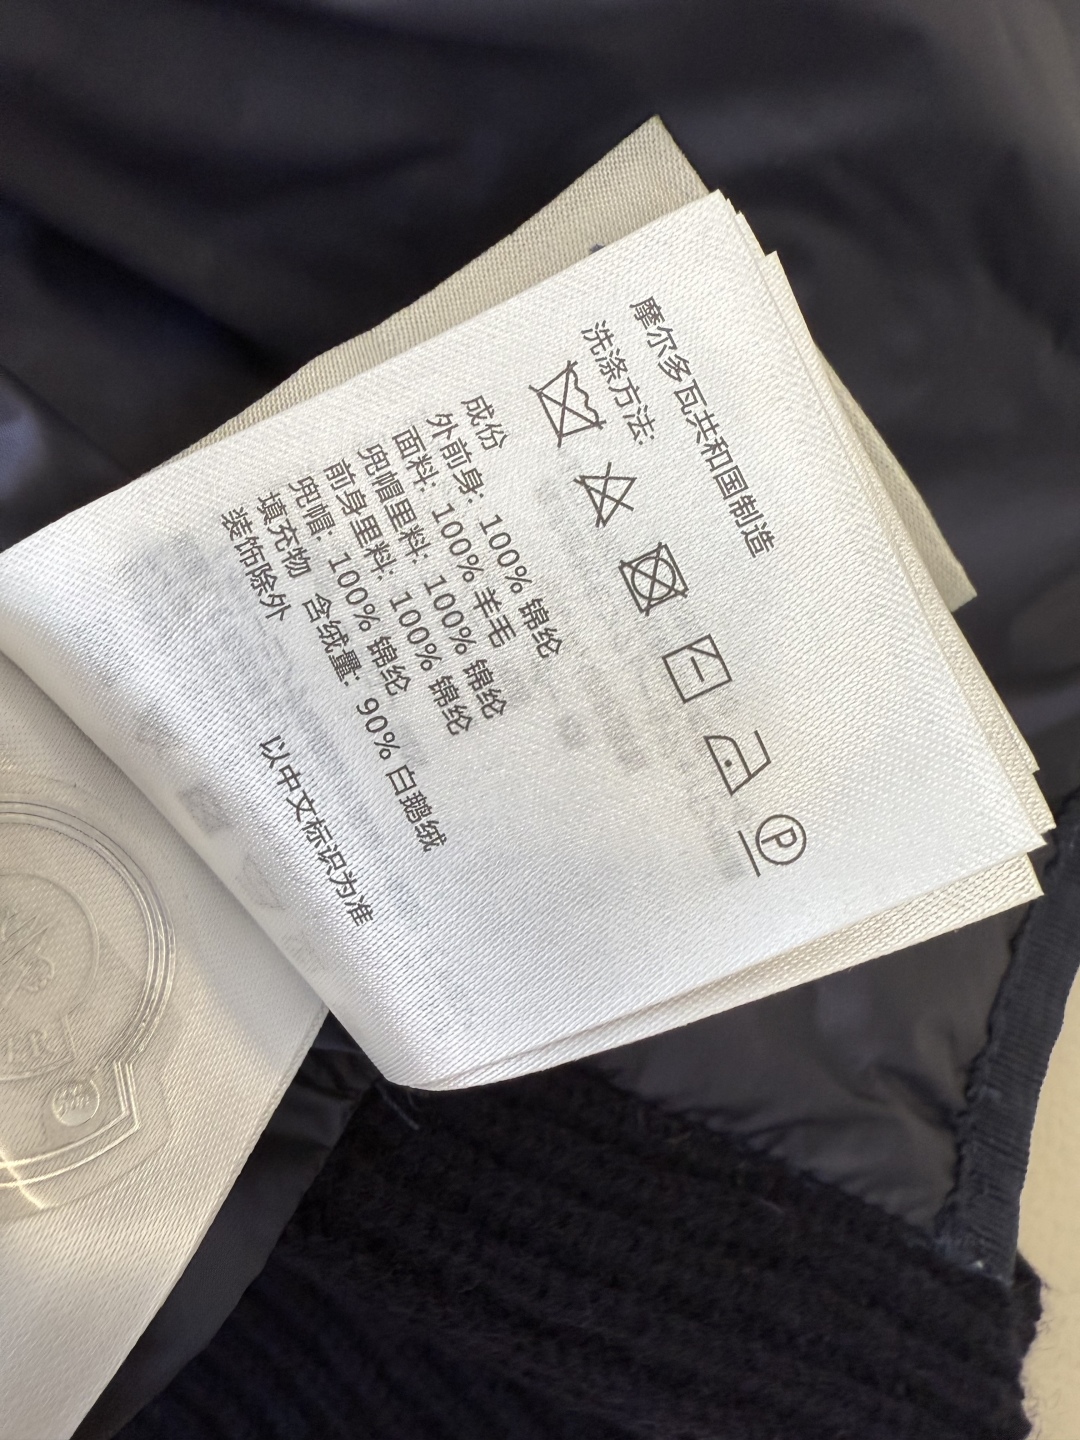 摩尔多瓦共和国制造
洗涤方法:
P
成份
外前身: 100% 锦纶
面料: 100% 羊毛
兜帽里料: 100% 锦纶
前身里料: 100% 锦纶
兜帽: 100% 锦纶
填充物 含绒量: 90% 白鹅绒
装饰除外
以中文标识为准